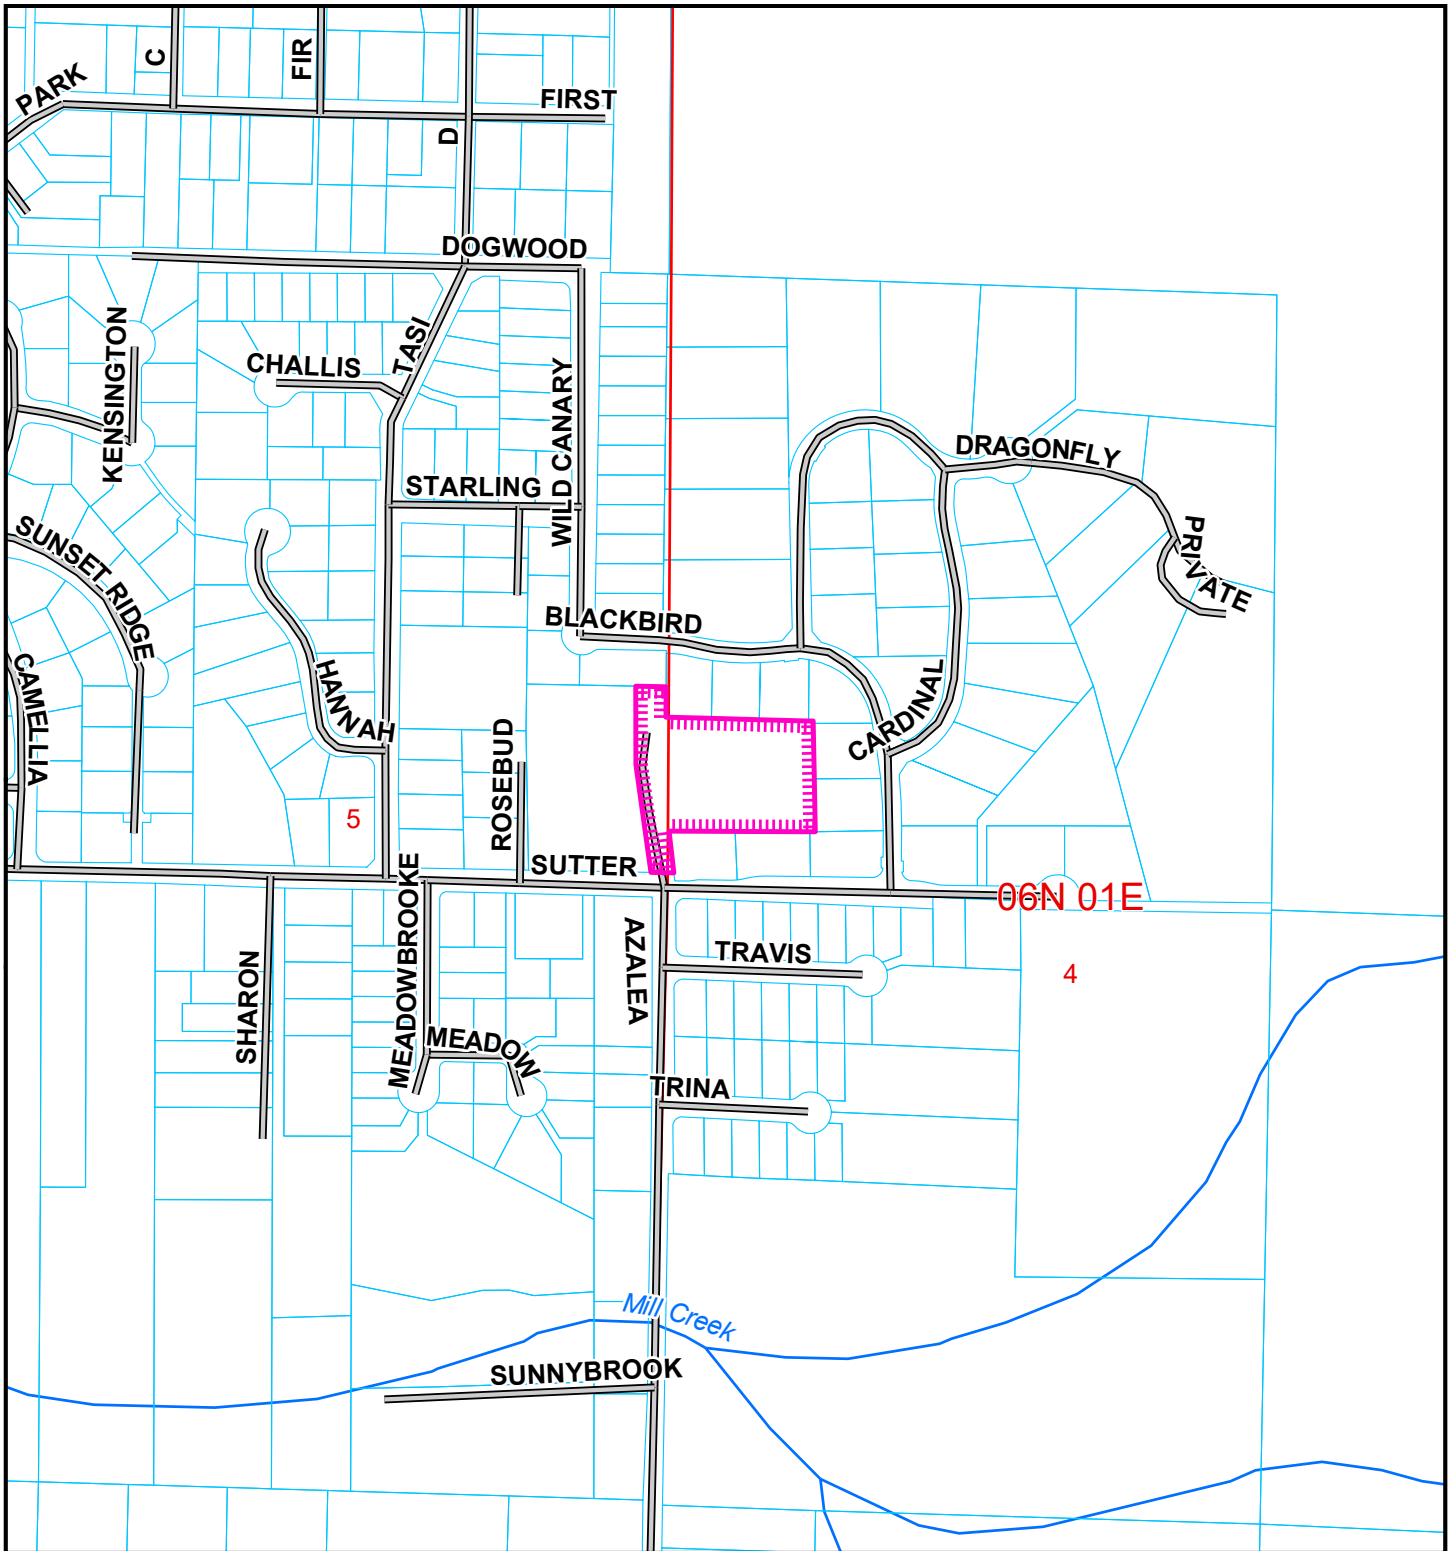 C
FIR
PARK
FIRST
D
DOGWOOD
KENSINGTON
CHALLIS
TASI
WILD CANARY
DRAGONFLY
STARLING
PRIVATE
SUNSET RIDGE
BLACKBIRD
CAMELLIA
HANNAH
CARDINAL
ROSEBUD
5
SUTTER
06N 01E
MEADOWBROOKE
AZALEA
TRAVIS
SHARON
4
MEADOW
TRINA
Mill Creek
SUNNYBROOK